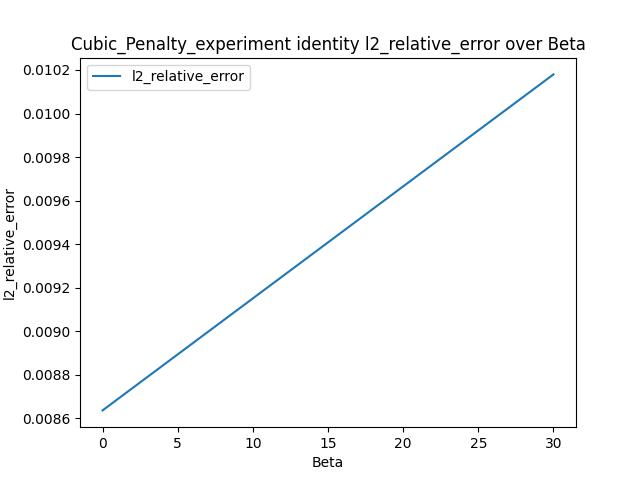 Cubic_Penalty_experiment identity l2_relative_error over Beta
l2_relative_error
l2_relative_error
0.0102
0.0100
0.0098
0.0096
0.0094
0.0092
0.0090
0.0088
0.0086
0 5 10 15 20 25 30
Beta